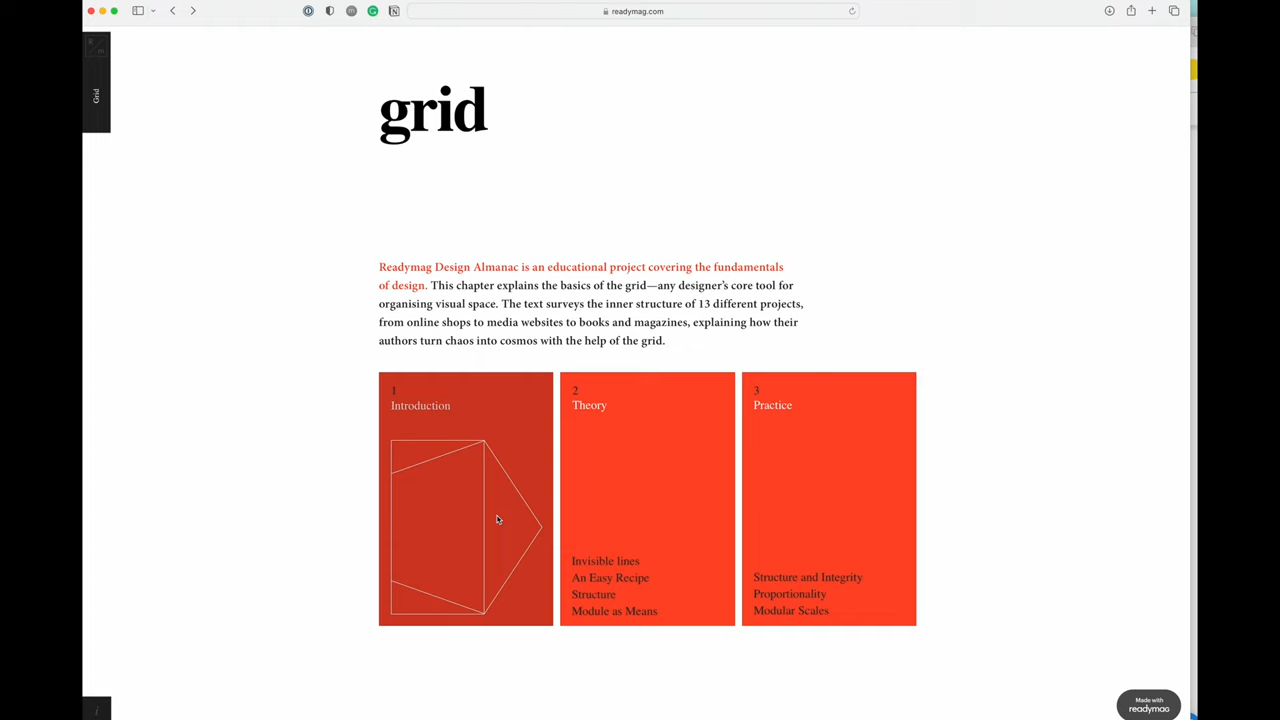 readymag.com
Grid
grid
Readymag Design Almanac is an educational project covering the fundamentals
of design. This chapter explains the basics of the grid—any designer's core tool for
organising visual space. The text surveys the inner structure of 13 different projects,
from online shops to media websites to books and magazines, explaining how their
authors turn chaos into cosmos with the help of the grid.
1
Introduction
2
Theory
Invisible lines
An Easy Recipe
Structure
Module as Means
3
Practice
Structure and Integrity
Proportionality
Modular Scales
i
Made with
readymag